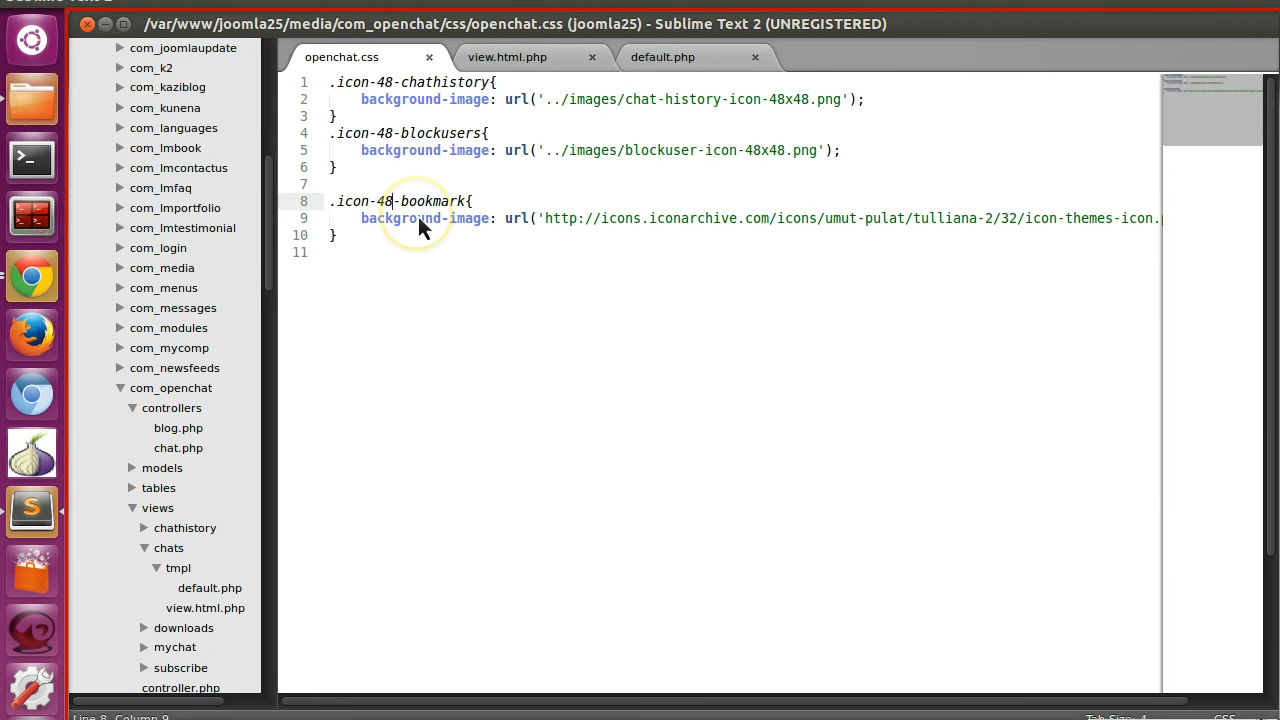 /var/www/joomla25/media/com_openchat/css/openchat.css (joomla25) - Sublime Text 2 (UNREGISTERED)
com_joomlaupdate
com_k2
com_kaziblog
com_kunena
com_languages
com_lmbook
com_lmcontactus
com_lmfaq
com_lmportfolio
com_lmtestimonial
com_login
com_media
com_menus
com_messages
com_modules
com_mycomp
com_newsfeeds
com_openchat
controllers
blog.php
chat.php
models
tables
views
chathistory
chats
tmpl
default.php
view.html.php
downloads
mychat
subscribe
controller.php
openchat.css
view.html.php
default.php
1 .icon-48-chathistory{
2 background-image: url('../images/chat-history-icon-48x48.png');
3 }
4 .icon-48-blockusers{
5 background-image: url('../images/blockuser-icon-48x48.png');
6 }
7
8 .icon-48-bookmark{
9 background-image: url('http://icons.iconarchive.com/icons/umut-pulat/tulliana-2/32/icon-themes-icon.
10 }
11
Line 8, Column 9
Tab Size: 4
CSS